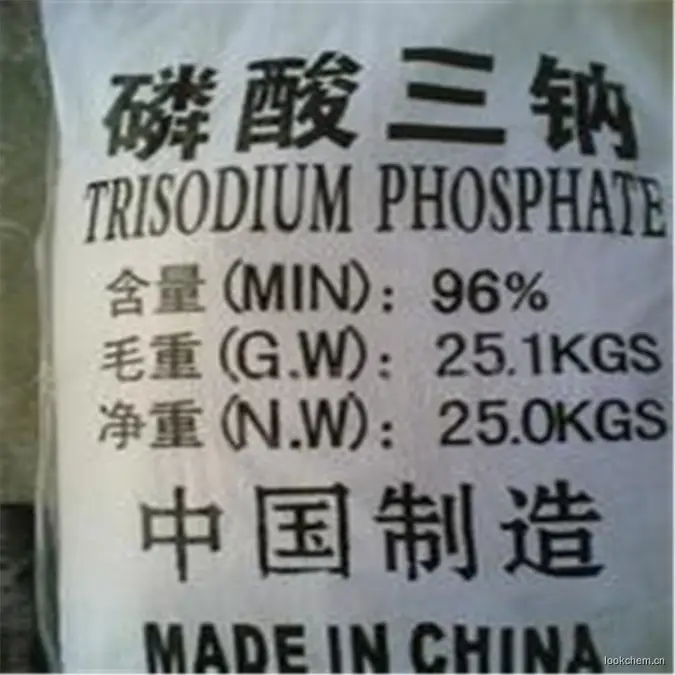 磷酸三钠
TRISODIUM PHOSPHATE
含量(MIN)：96%
毛重(G.W)：25.1KGS
净重(N.W)：25.0KGS
中国制造
MADE IN CHINA
lookchem.cn